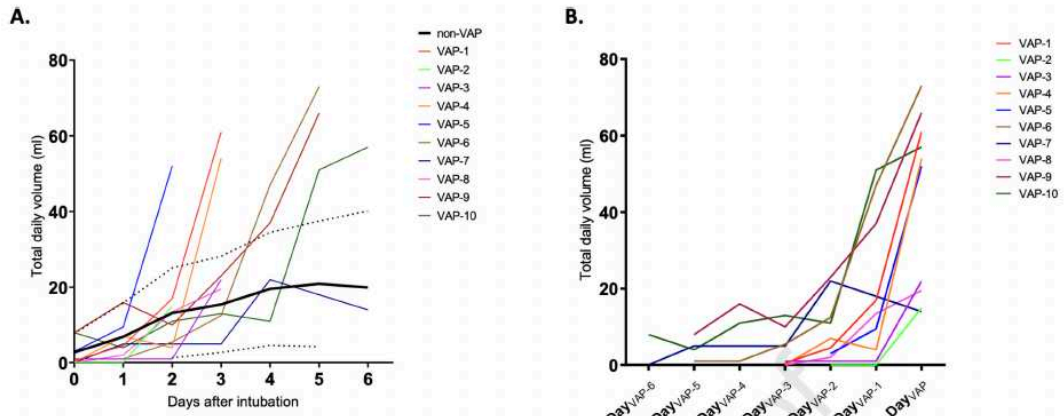 A.
Total daily volume (ml)
80
60
40
20
0
0 1 2 3 4 5 6
Days after intubation
non-VAP
VAP-1
VAP-2
VAP-3
VAP-4
VAP-5
VAP-6
VAP-7
VAP-8
VAP-9
VAP-10
B.
Total daily volume (ml)
80
60
40
20
0
DayVAP-6 DayVAP-5 DayVAP-4 DayVAP-3 DayVAP-2 DayVAP-1 DayVAP
VAP-1
VAP-2
VAP-3
VAP-4
VAP-5
VAP-6
VAP-7
VAP-8
VAP-9
VAP-10